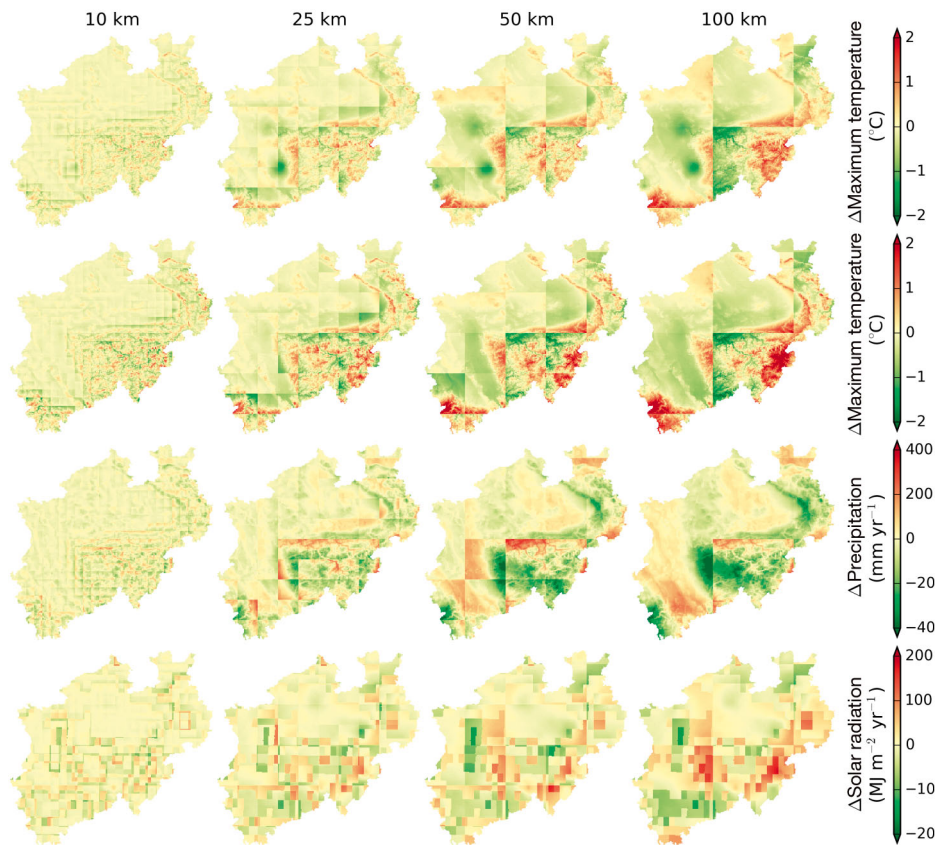 10 km 25 km 50 km 100 km
2
1
0
−1
−2
ΔMaximum temperature
(°C)
2
1
0
−1
−2
ΔMaximum temperature
(°C)
400
200
0
−20
−40
ΔPrecipitation
(mm yr⁻¹)
200
100
0
−10
−20
ΔSolar radiation
(MJ m⁻² yr⁻¹)